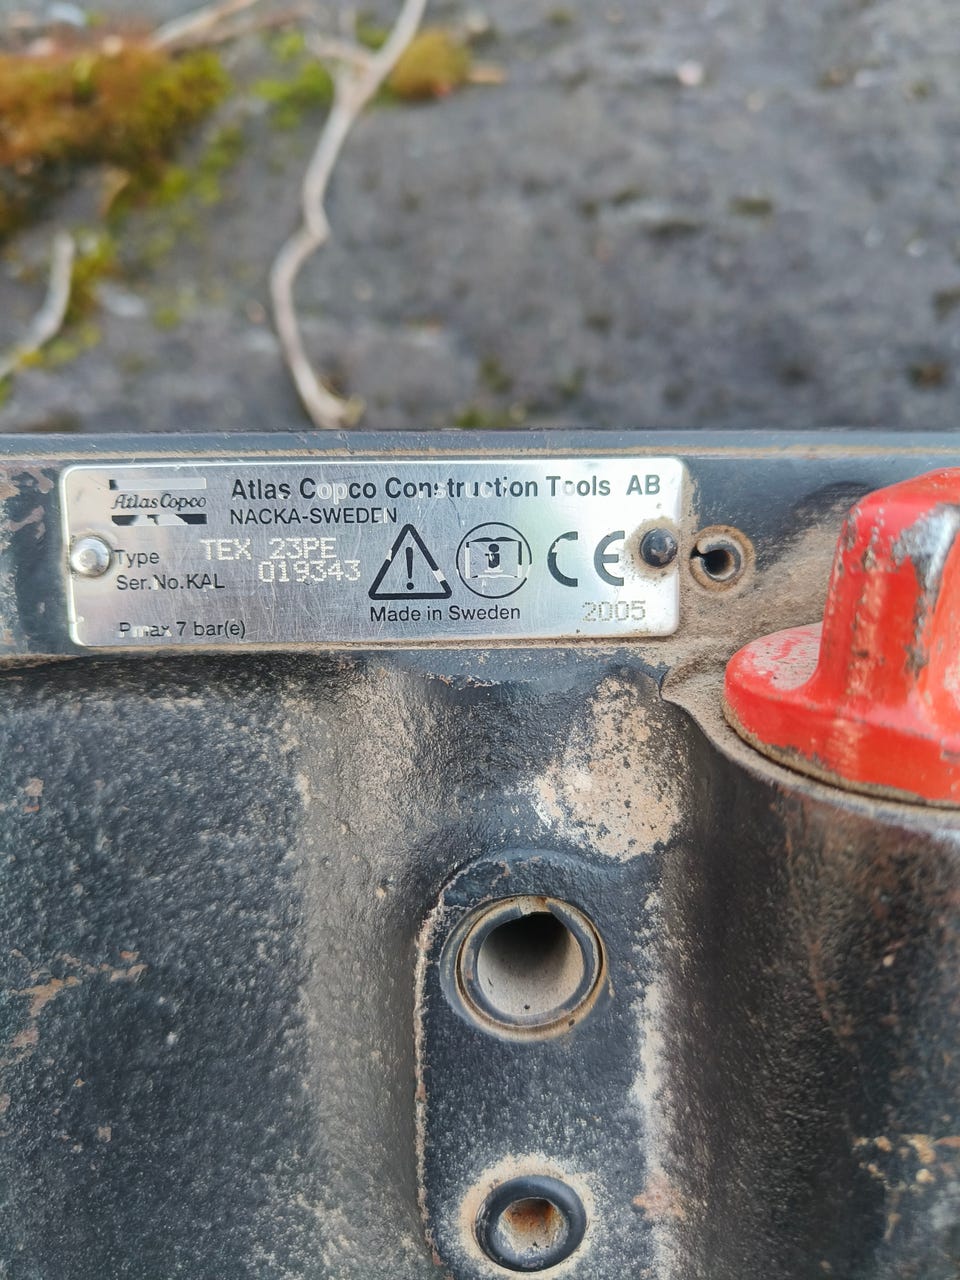 Atlas Copco
Atlas Copco Construction Tools AB
NACKA-SWEDEN
Type TEX 23PE
Ser.No.KAL 019343
Made in Sweden
2005
Pmax 7 bar(e)
CE